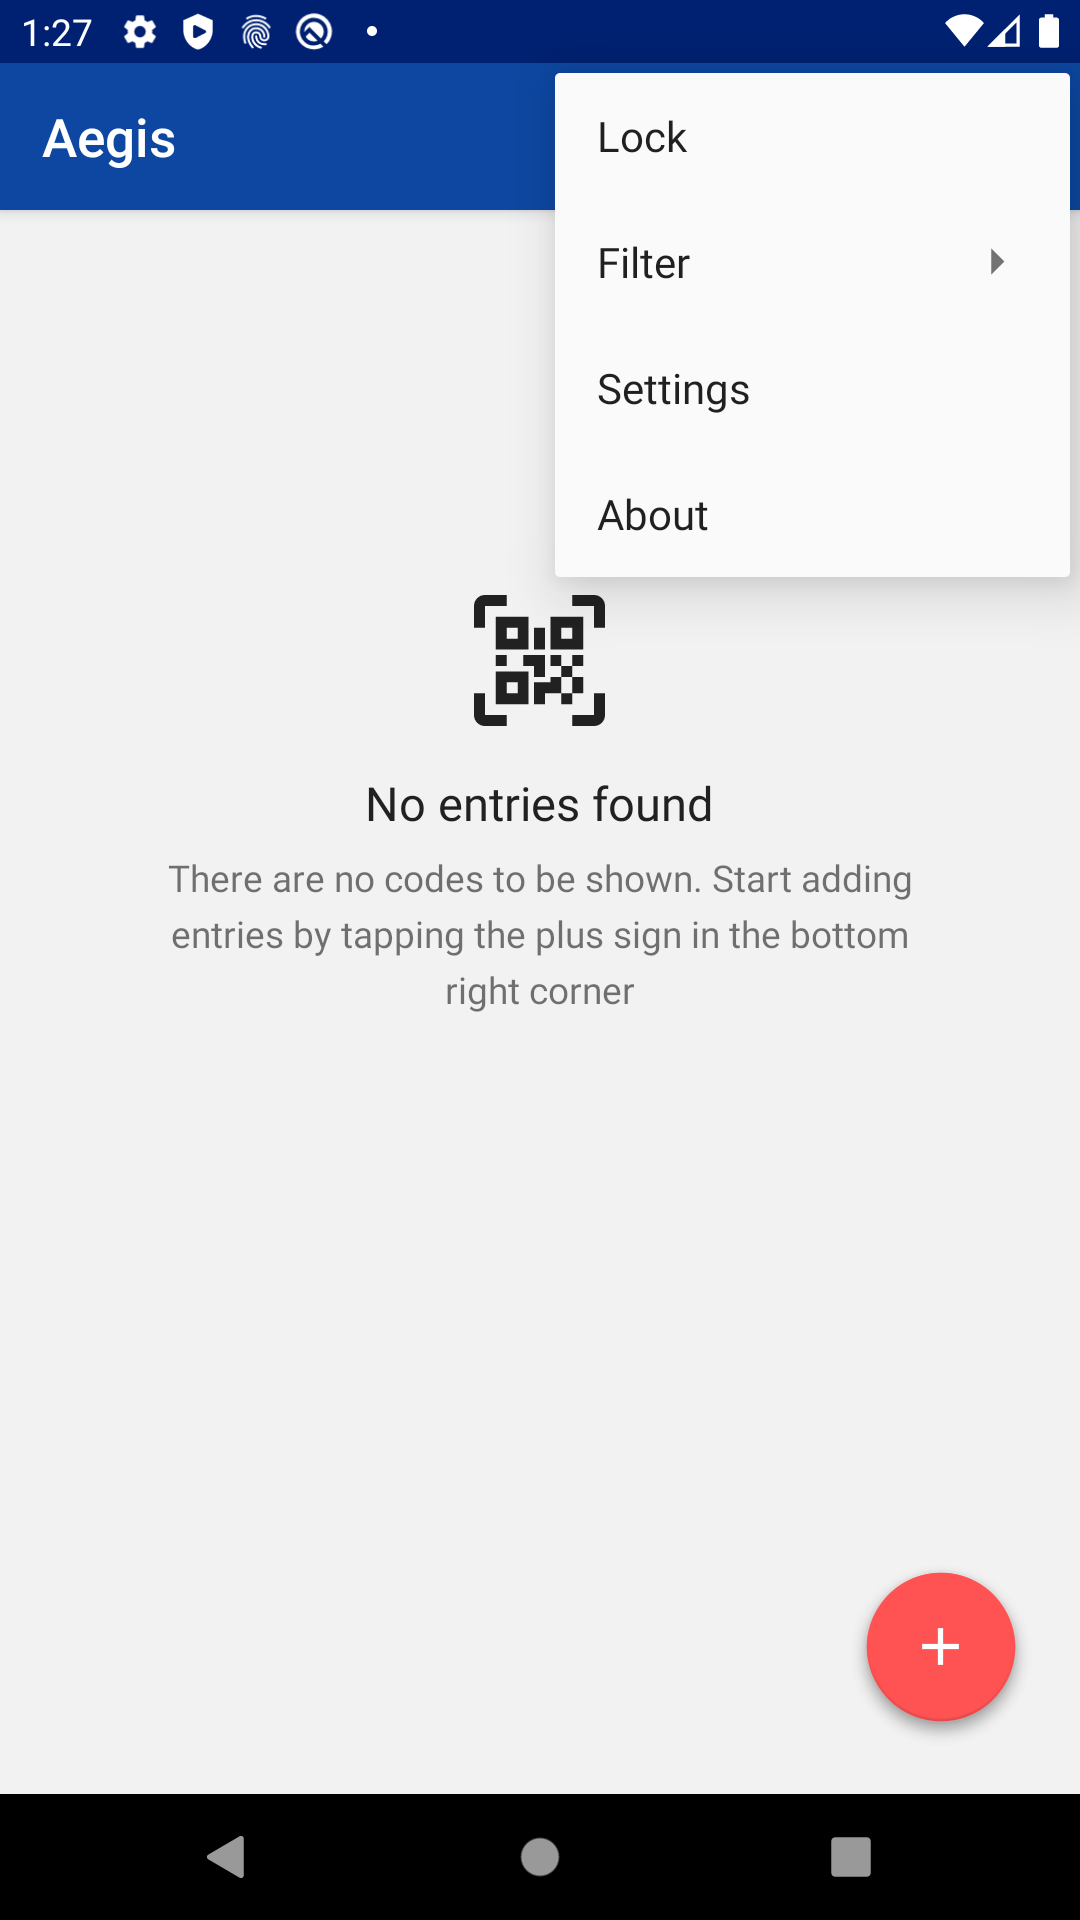 1:27
Aegis
Lock
Filter
Settings
About
No entries found
There are no codes to be shown. Start adding
entries by tapping the plus sign in the bottom
right corner